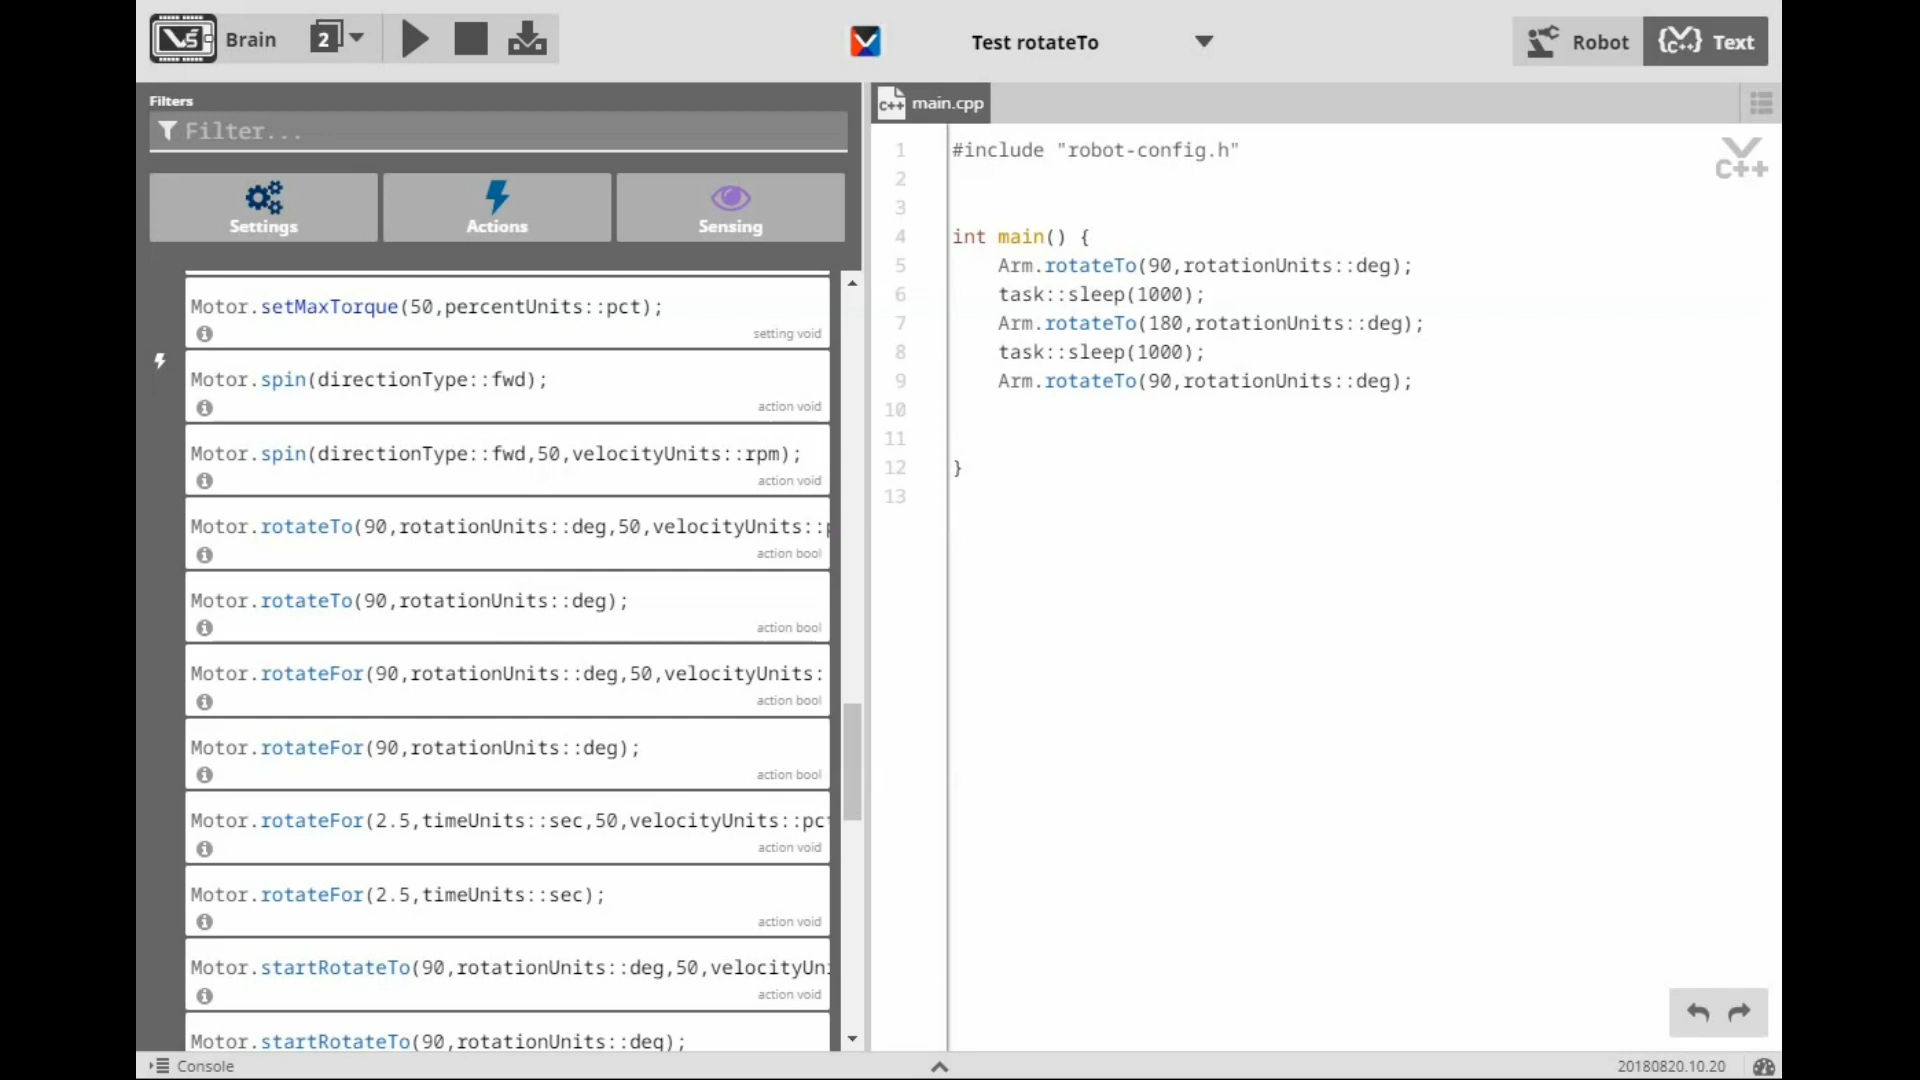 V5 Brain 2 Test rotateTo Robot C++ Text
Filters
Filter...
Settings Actions Sensing
Motor.setMaxTorque(50,percentUnits::pct);
setting void
Motor.spin(directionType::fwd);
action void
Motor.spin(directionType::fwd,50,velocityUnits::rpm);
action void
Motor.rotateTo(90,rotationUnits::deg,50,velocityUnits::p
action bool
Motor.rotateTo(90,rotationUnits::deg);
action bool
Motor.rotateFor(90,rotationUnits::deg,50,velocityUnits:
action bool
Motor.rotateFor(90,rotationUnits::deg);
action bool
Motor.rotateFor(2.5,timeUnits::sec,50,velocityUnits::pc
action void
Motor.rotateFor(2.5,timeUnits::sec);
action void
Motor.startRotateTo(90,rotationUnits::deg,50,velocityUn
action void
Motor.startRotateTo(90,rotationUnits::deg);
C++ main.cpp
C++
1 #include "robot-config.h"
2
3
4 int main() {
5 Arm.rotateTo(90,rotationUnits::deg);
6 task::sleep(1000);
7 Arm.rotateTo(180,rotationUnits::deg);
8 task::sleep(1000);
9 Arm.rotateTo(90,rotationUnits::deg);
10
11
12 }
13
Console 20180820.10.20